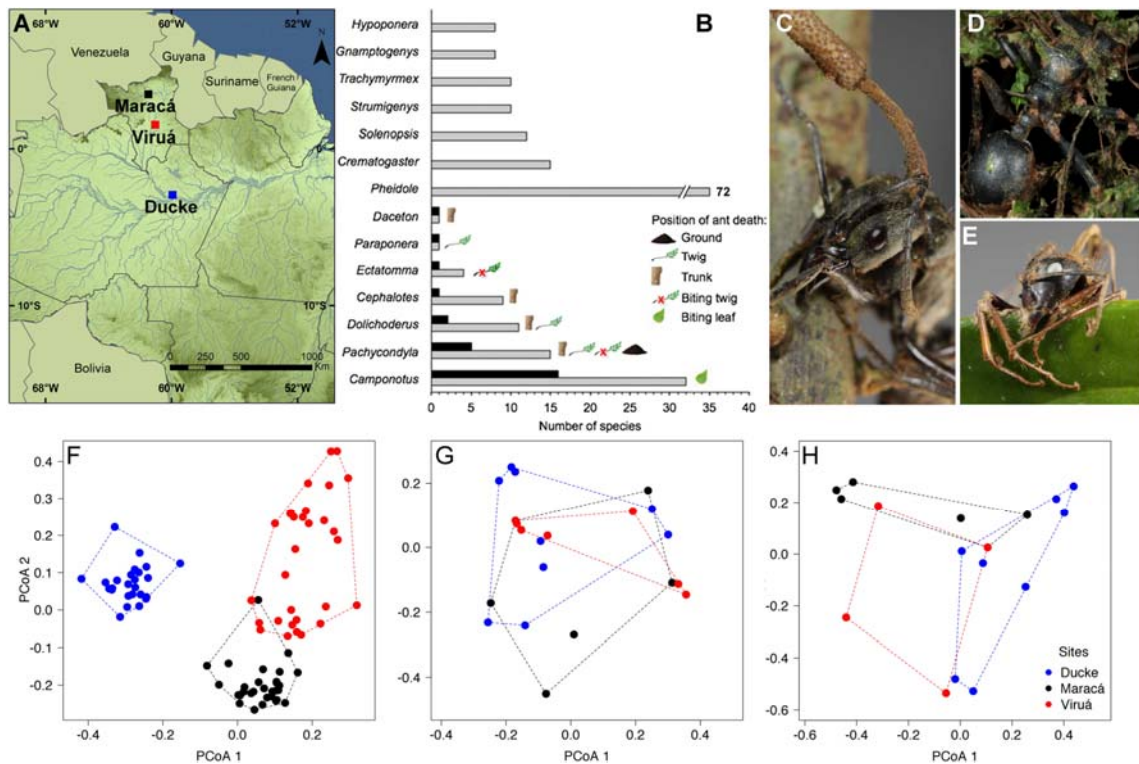 A
68°W
60°W
52°W
N
Venezuela
Guyana
Suriname
French
Guiana
Maracá
Viruá
0°
0°
Ducke
10°S
10°S
Bolivia
0 250 500 1000
Km
68°W
60°W
52°W
B
Hypoponera
Gnamptogenys
Trachymyrmex
Strumigenys
Solenopsis
Crematogaster
Pheidole
72
Daceton
Paraponera
Ectatomma
Cephalotes
Dolichoderus
Pachycondyla
Camponotus
Position of ant death:
Ground
Twig
Trunk
Biting twig
Biting leaf
0 5 10 15 20 25 30 35 40
Number of species
C
D
E
F
0.4
0.3
0.2
0.1
0.0
-0.1
-0.2
PCoA 2
-0.4 -0.2 0.0 0.2
PCoA 1
G
0.2
0.0
-0.2
-0.4
-0.4 -0.2 0.0 0.2 0.4
PCoA 1
H
0.4
0.2
0.0
-0.2
-0.4
-0.6
Sites
Ducke
Maracá
Viruá
-0.4 -0.2 0.0 0.2 0.4
PCoA 1